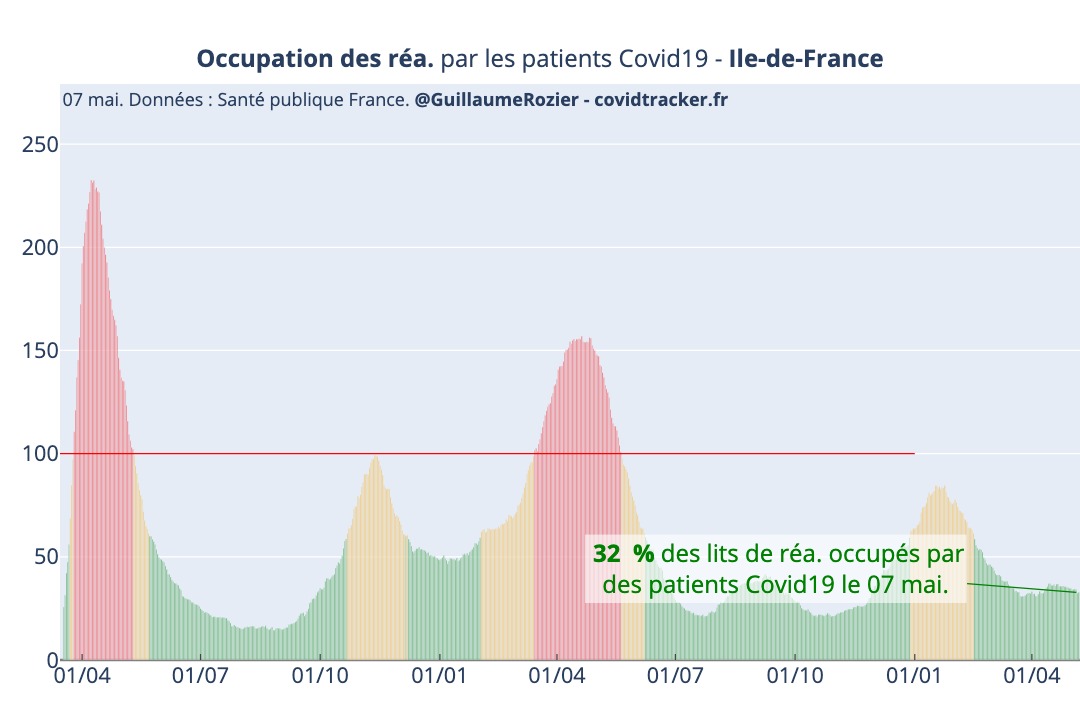 Occupation des réa. par les patients Covid19 - Ile-de-France
07 mai. Données : Santé publique France. @GuillaumeRozier - covidtracker.fr
250
200
150
100
50
0
32 % des lits de réa. occupés par
des patients Covid19 le 07 mai.
01/04 01/07 01/10 01/01 01/04 01/07 01/10 01/01 01/04